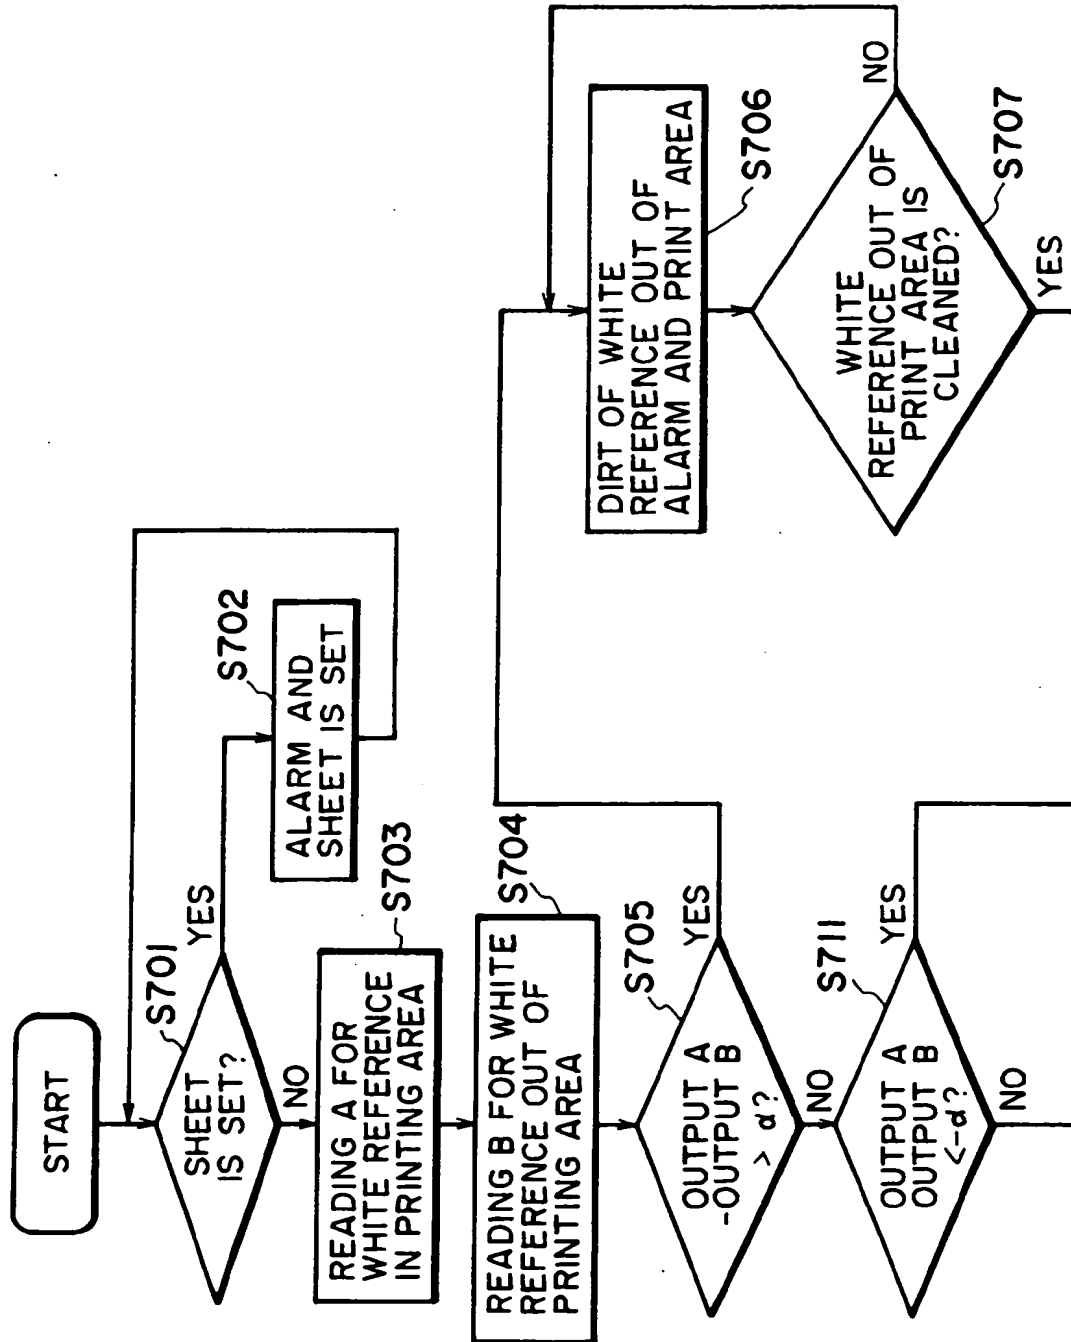 START
S701
SHEET
IS SET?
YES
NO
S702
ALARM AND
SHEET IS SET
S703
READING A FOR
WHITE REFERENCE
IN PRINTING AREA
S704
READING B FOR WHITE
REFERENCE OUT OF
PRINTING AREA
S705
OUTPUT A
-OUTPUT B
> α?
YES
NO
S711
OUTPUT A
OUTPUT B
<-α?
YES
NO
DIRT OF WHITE
REFERENCE OUT OF
ALARM AND PRINT AREA
S706
WHITE
REFERENCE OUT OF
PRINT AREA IS
CLEANED?
NO
S707
YES